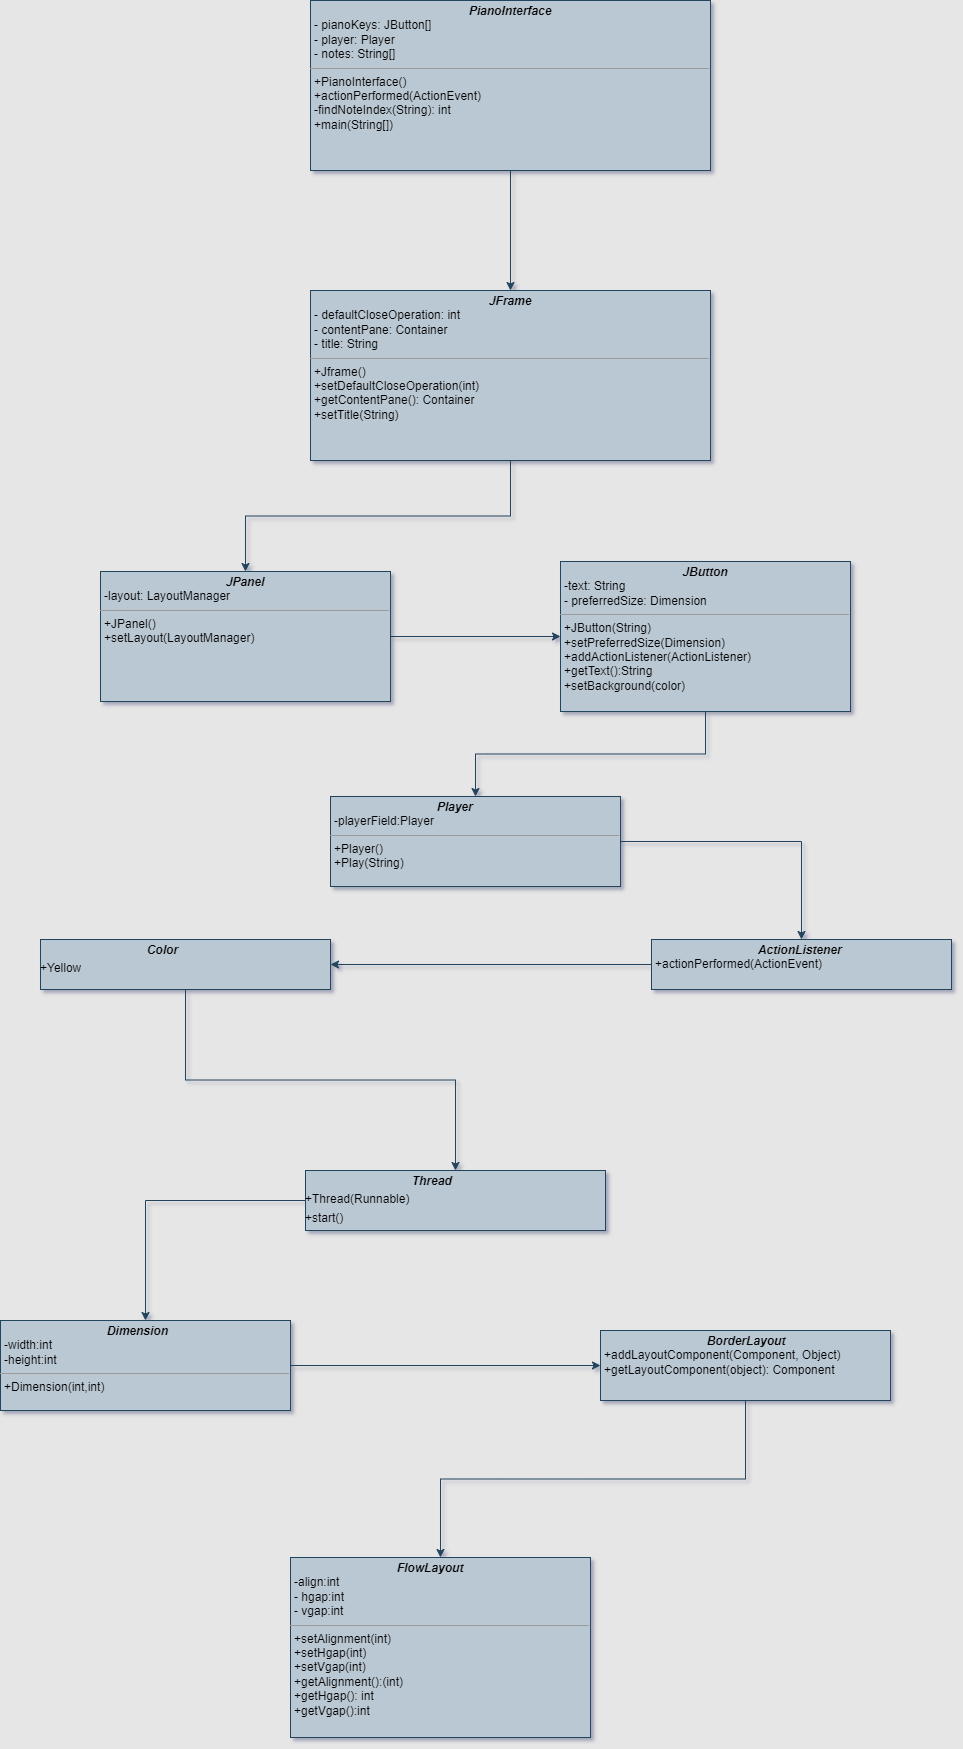 PianoInterface
- pianoKeys: JButton[]
- player: Player
- notes: String[]
+PianoInterface()
+actionPerformed(ActionEvent)
-findNoteIndex(String): int
+main(String[])
JFrame
- defaultCloseOperation: int
- contentPane: Container
- title: String
+Jframe()
+setDefaultCloseOperation(int)
+getContentPane(): Container
+setTitle(String)
JPanel
-layout: LayoutManager
+JPanel()
+setLayout(LayoutManager)
JButton
-text: String
- preferredSize: Dimension
+JButton(String)
+setPreferredSize(Dimension)
+addActionListener(ActionListener)
+getText():String
+setBackground(color)
Player
-playerField:Player
+Player()
+Play(String)
Color
+Yellow
ActionListener
+actionPerformed(ActionEvent)
Thread
+Thread(Runnable)
+start()
Dimension
-width:int
-height:int
+Dimension(int,int)
BorderLayout
+addLayoutComponent(Component, Object)
+getLayoutComponent(object): Component
FlowLayout
-align:int
- hgap:int
- vgap:int
+setAlignment(int)
+setHgap(int)
+setVgap(int)
+getAlignment():(int)
+getHgap(): int
+getVgap():int